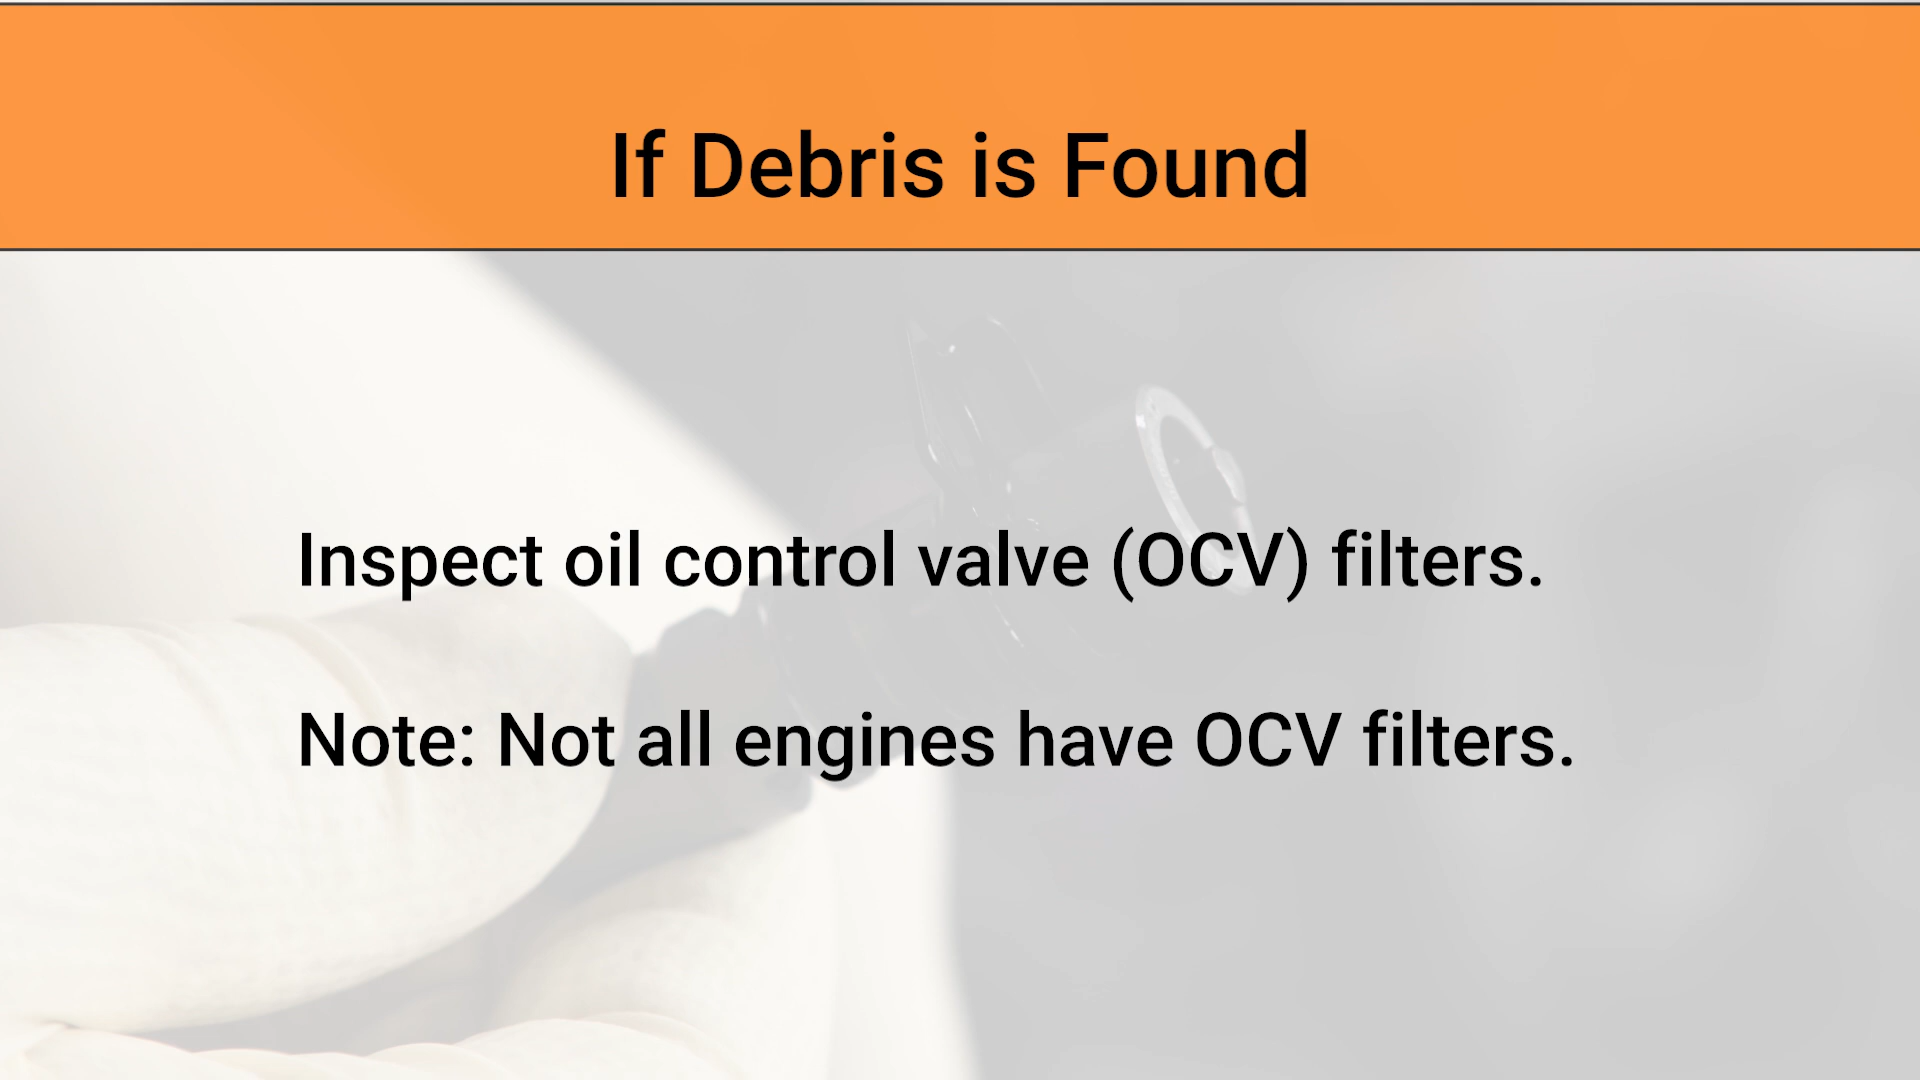 If Debris is Found
Inspect oil control valve (OCV) filters.
Note: Not all engines have OCV filters.